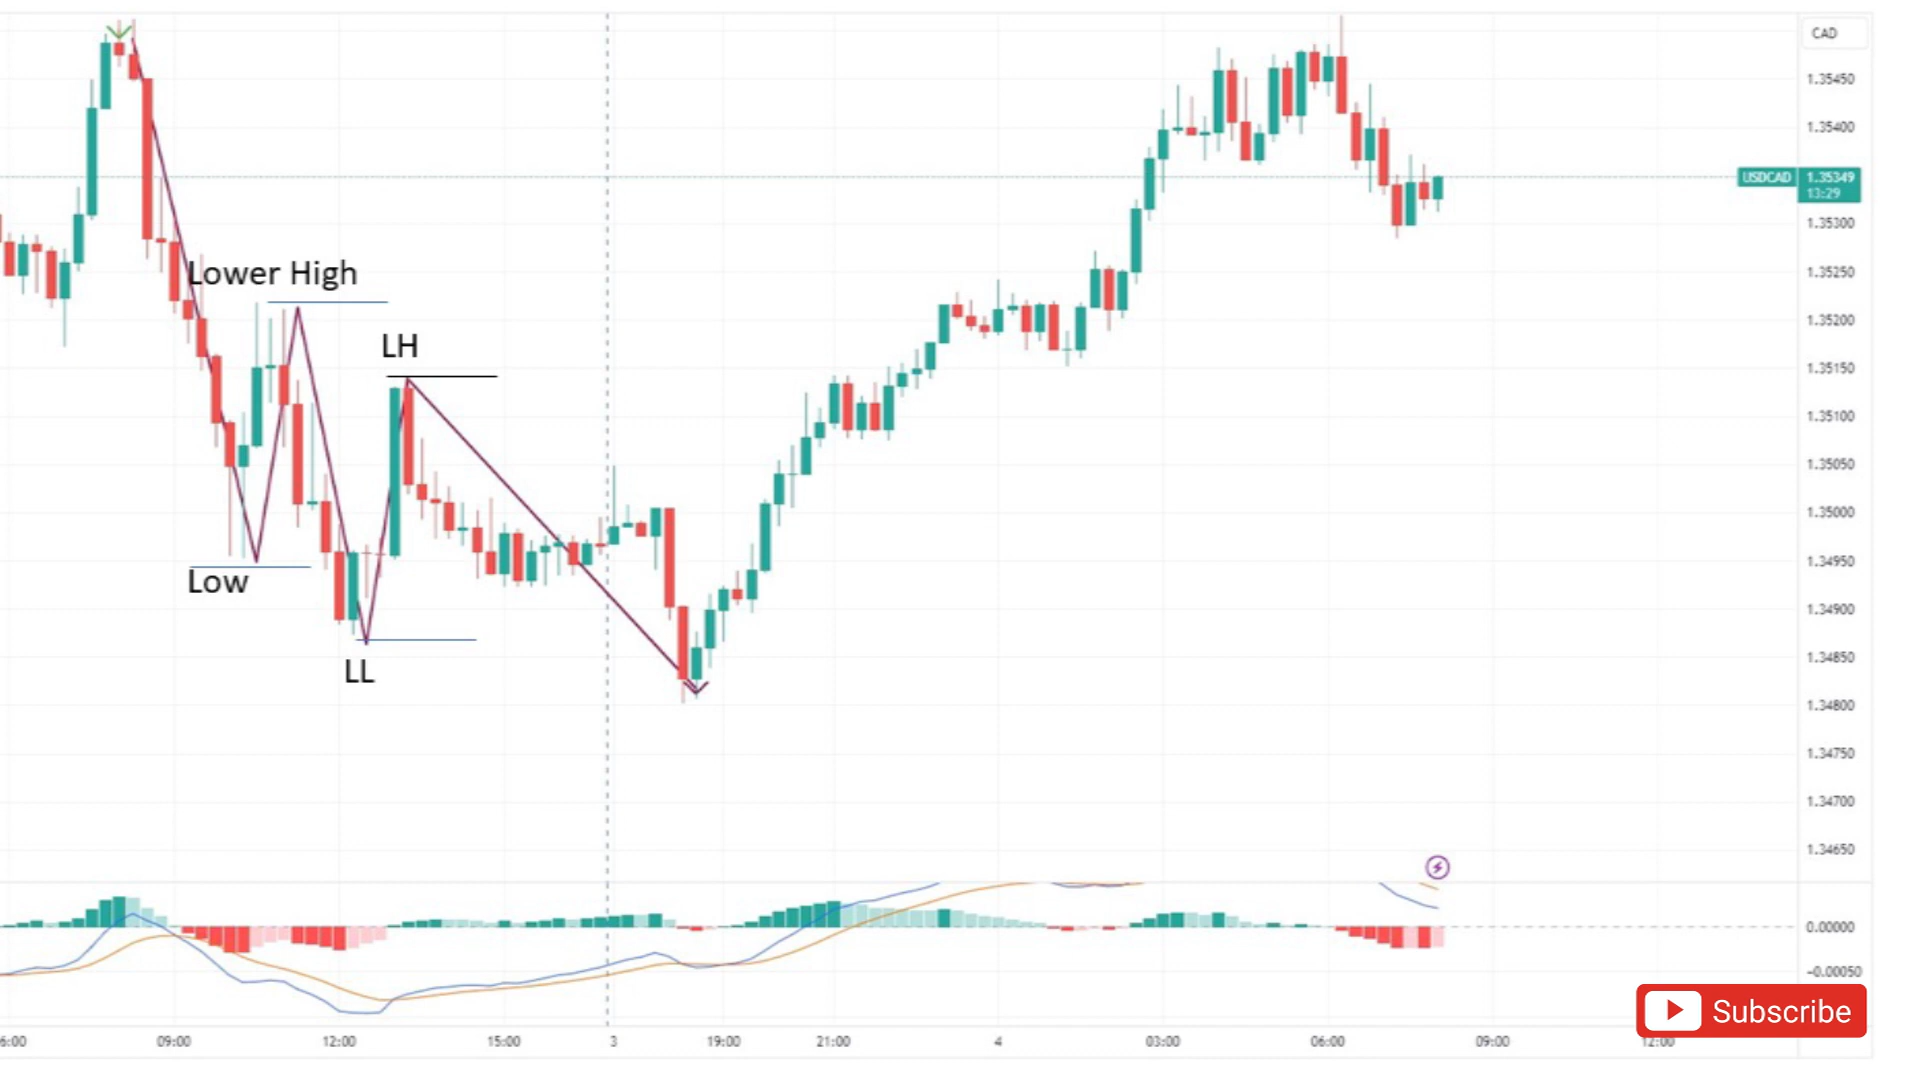 CAD
1.35450
1.35400
USDCAD 1.35349
13:29
1.35300
Lower High
1.35250
1.35200
LH
1.35150
1.35100
1.35050
1.35000
1.34950
Low
1.34900
LL
1.34850
1.34800
1.34750
1.34700
1.34650
0.00000
-0.00050
Subscribe
6:00 09:00 12:00 15:00 3 19:00 21:00 4 03:00 06:00 09:00 12:00